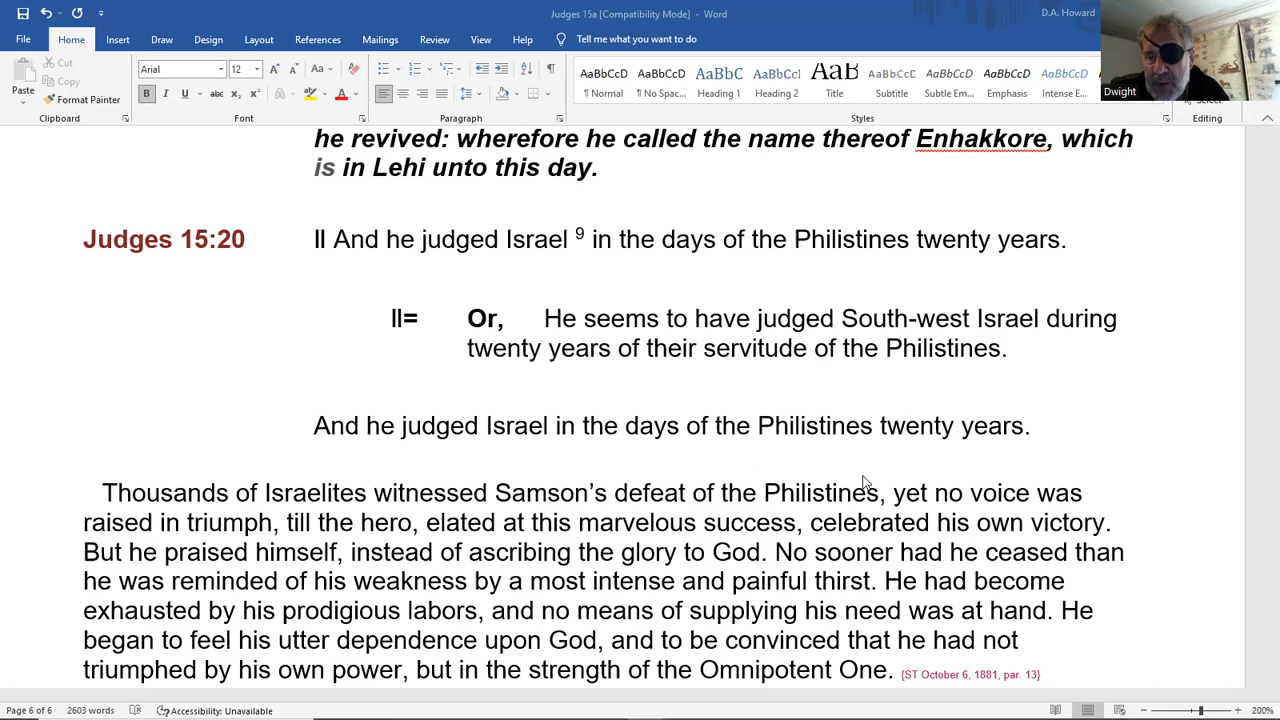 Judges 15a [Compatibility Mode] - Word
D.A. Howard
File Home Insert Draw Design Layout References Mailings Review View Help Tell me what you want to do
Cut
Copy
Format Painter
Paste
Clipboard
Arial 12
Font
Paragraph
AaBbCcD AaBbCcD AaBbC AaBbCcl AaB AaBbCcD AaBbCcD AaBbCcD AaBbCcD
¶ Normal ¶ No Spac... Heading 1 Heading 2 Title Subtitle Subtle Em... Emphasis Intense E...
Styles
Select
Editing
Dwight
he revived: wherefore he called the name thereof Enhakkore, which
is in Lehi unto this day.
Judges 15:20 ǁ And he judged Israel ⁹ in the days of the Philistines twenty years.
ǁ= Or, He seems to have judged South-west Israel during
twenty years of their servitude of the Philistines.
And he judged Israel in the days of the Philistines twenty years.
Thousands of Israelites witnessed Samson’s defeat of the Philistines, yet no voice was
raised in triumph, till the hero, elated at this marvelous success, celebrated his own victory.
But he praised himself, instead of ascribing the glory to God. No sooner had he ceased than
he was reminded of his weakness by a most intense and painful thirst. He had become
exhausted by his prodigious labors, and no means of supplying his need was at hand. He
began to feel his utter dependence upon God, and to be convinced that he had not
triumphed by his own power, but in the strength of the Omnipotent One. {ST October 6, 1881, par. 13}
Page 6 of 6 2603 words Accessibility: Unavailable 200%